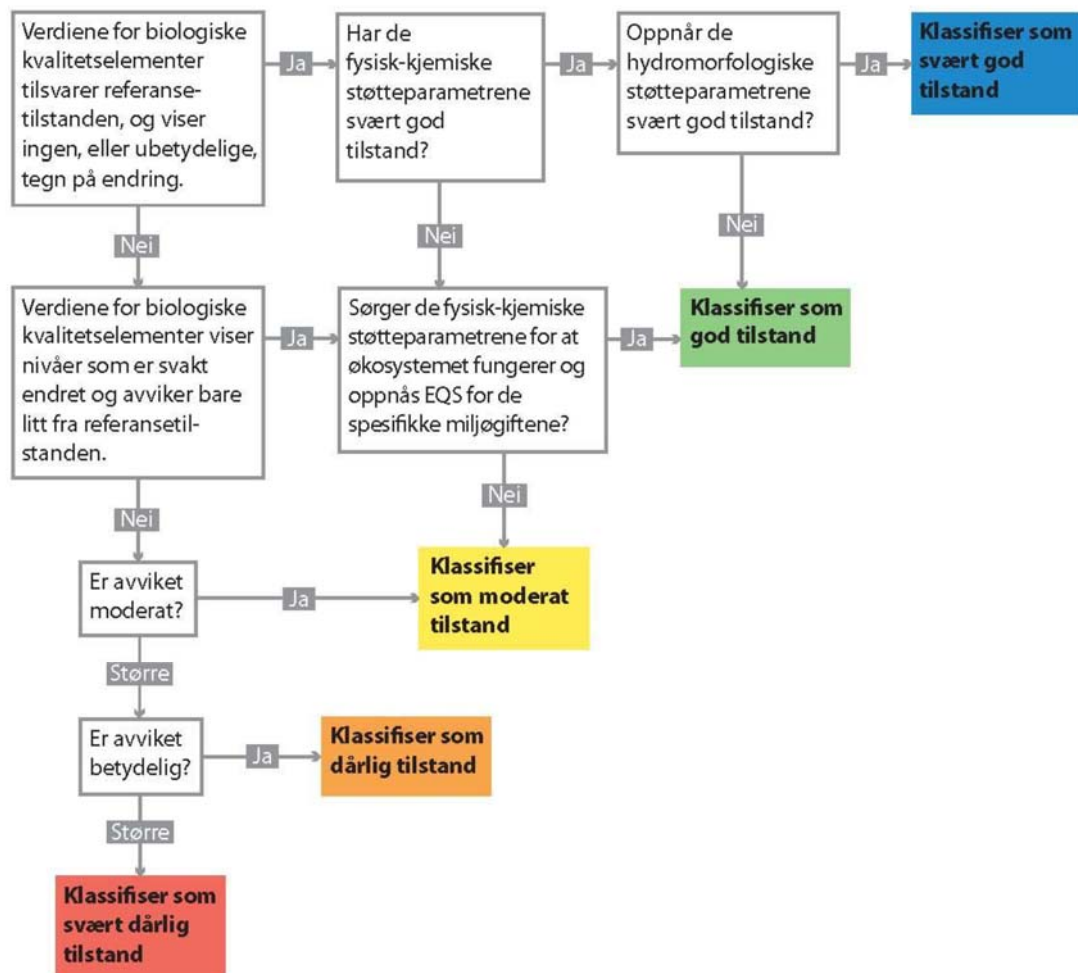 Verdiene for biologiske
kvalitetselementer
tilsvarer referanse-
tilstanden, og viser
ingen, eller ubetydelige,
tegn på endring.
Ja
Har de
fysisk-kjemiske
støtteparametrene
svært god
tilstand?
Ja
Oppnår de
hydromorfologiske
støtteparametrene
svært god tilstand?
Ja
Klassifiser som
svært god
tilstand
Nei
Nei
Nei
Verdiene for biologiske
kvalitetselementer viser
nivåer som er svakt
endret og avviker bare
litt fra referansetil-
standen.
Ja
Sørger de fysisk-kjemiske
støtteparametrene for at
økosystemet fungerer og
oppnås EQS for de
spesifikke miljøgiftene?
Ja
Klassifiser som
god tilstand
Nei
Nei
Er avviket
moderat?
Ja
Klassifiser
som moderat
tilstand
Større
Er avviket
betydelig?
Ja
Klassifiser som
dårlig tilstand
Større
Klassifiser som
svært dårlig
tilstand